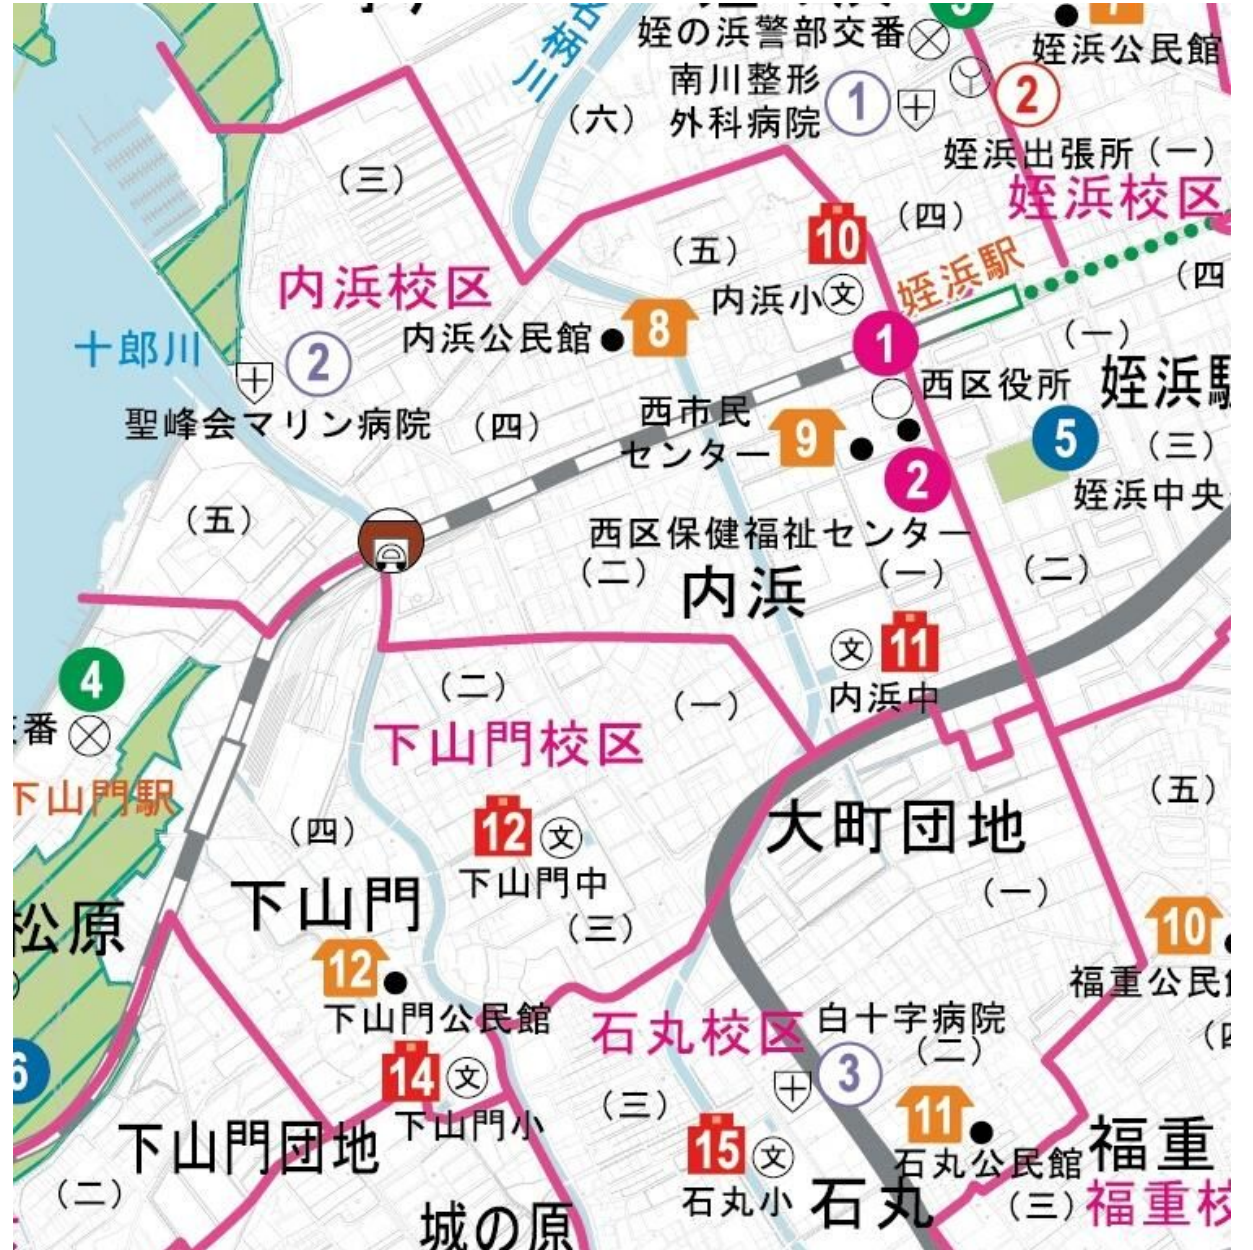 名柄川
姪の浜警部交番
姪浜公民館
7
南川整形
外科病院
1
2
(六)
姪浜出張所
(一)
(三)
姪浜校区
(四)
10
(五)
内浜校区
内浜小
文
姪浜駅
(四
十郎川
内浜公民館
8
1
(一)
2
西区役所
聖峰会マリン病院
(四)
西市民
センター
9
5
(三)
2
姪浜中央
(五)
西区保健福祉センター
(二)
内浜
(一)
(二)
文
11
内浜中
4
番
(二)
(一)
下山門校区
下山門駅
(五)
(四)
12
文
大町団地
下山門中
下山門
(一)
松原
(三)
10
12
福重公民
下山門公民館
石丸校区
白十字病院
(二)
6
14
文
3
下山門小
(三)
11
下山門団地
15
文
石丸公民館
福重
(二)
石丸小
石丸
(三)
福重校
城の原